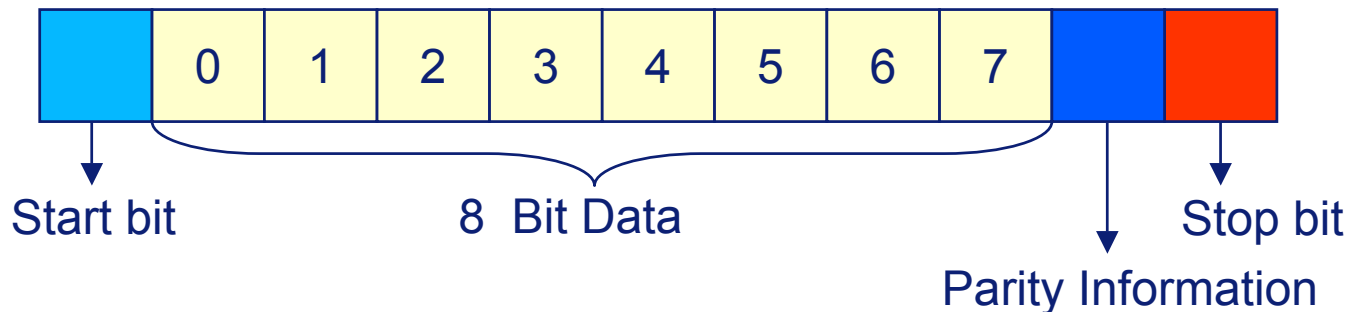 0 1 2 3 4 5 6 7
Start bit
8 Bit Data
Stop bit
Parity Information